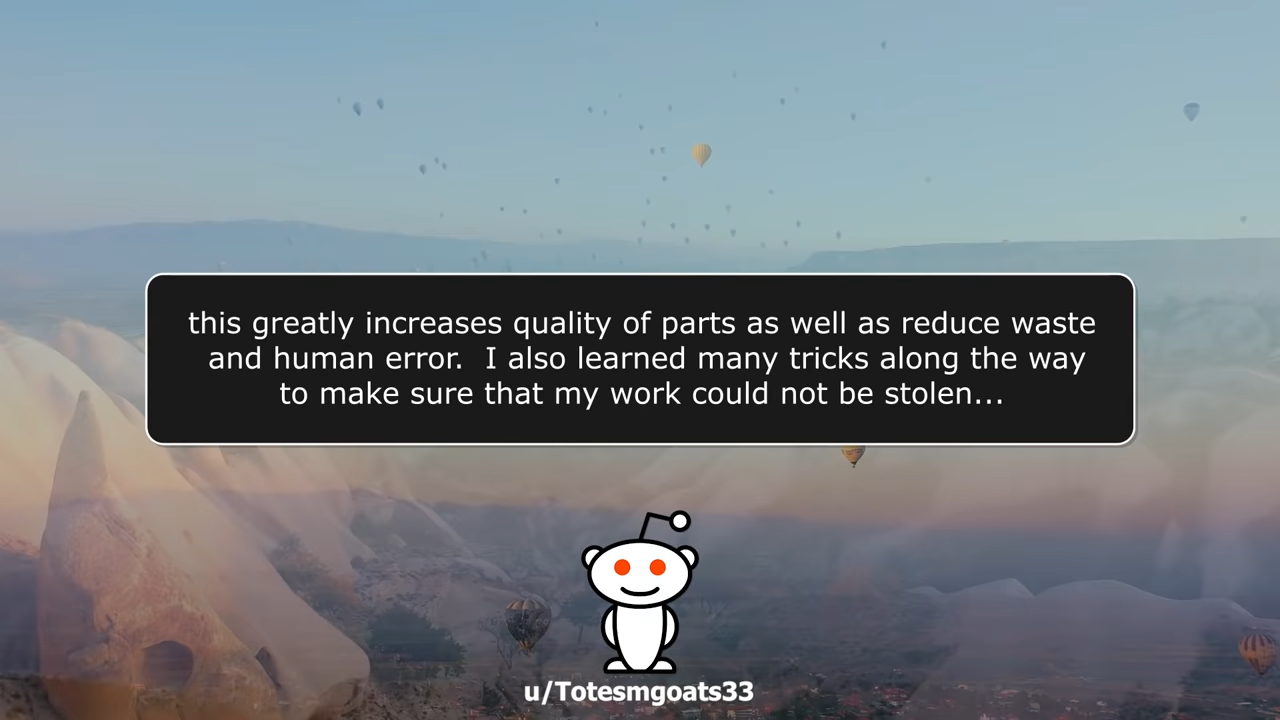 this greatly increases quality of parts as well as reduce waste
and human error.  I also learned many tricks along the way
to make sure that my work could not be stolen...
u/Totesmgoats33